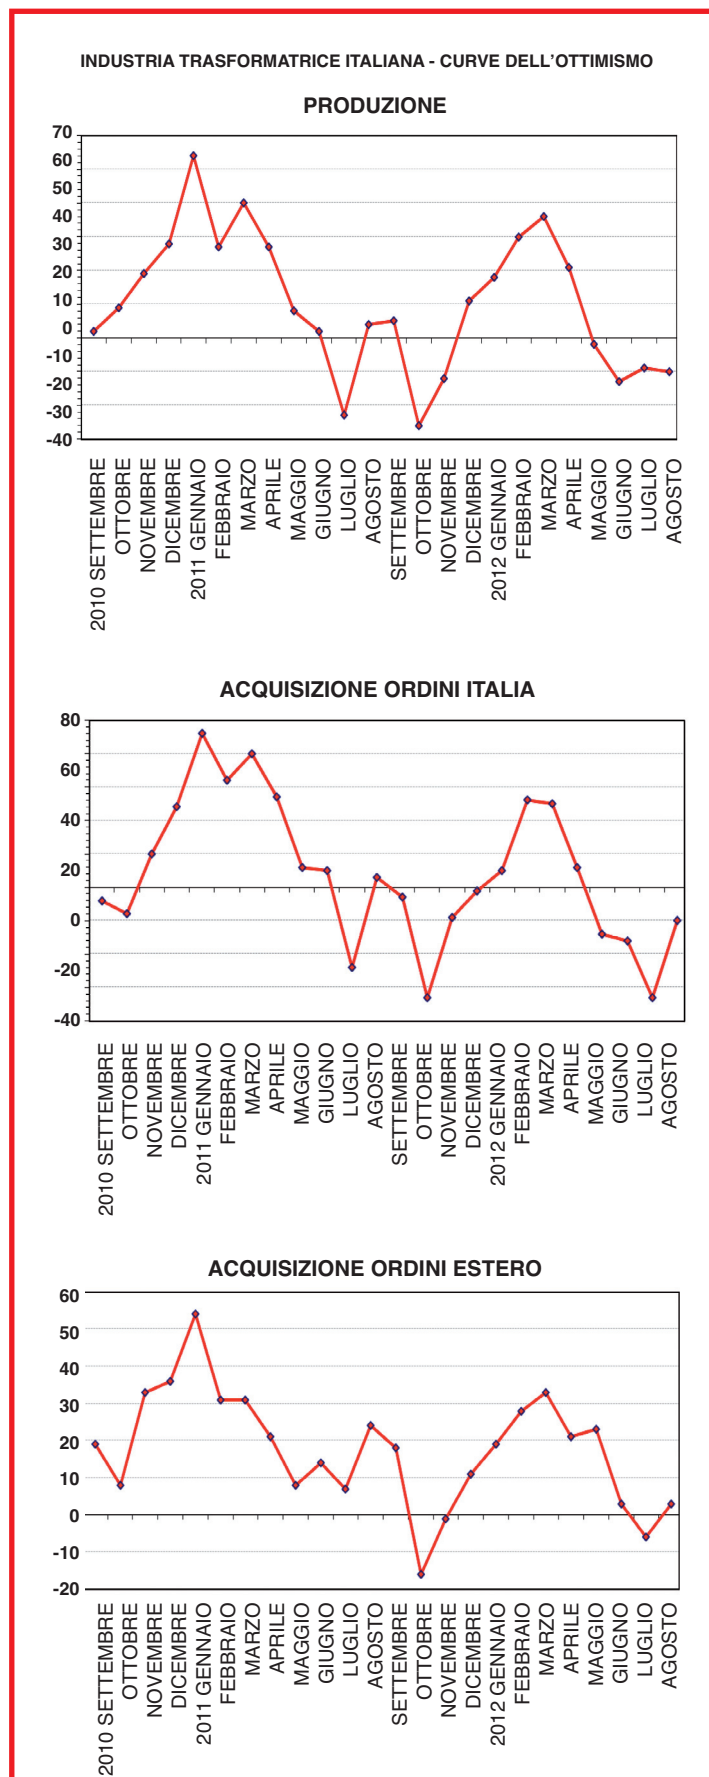 INDUSTRIA TRASFORMATRICE ITALIANA - CURVE DELL'OTTIMISMO
PRODUZIONE
70
60
50
40
30
20
10
0
-10
-20
-30
-40
2010 SETTEMBRE
OTTOBRE
NOVEMBRE
DICEMBRE
2011 GENNAIO
FEBBRAIO
MARZO
APRILE
MAGGIO
GIUGNO
LUGLIO
AGOSTO
SETTEMBRE
OTTOBRE
NOVEMBRE
DICEMBRE
2012 GENNAIO
FEBBRAIO
MARZO
APRILE
MAGGIO
GIUGNO
LUGLIO
AGOSTO
ACQUISIZIONE ORDINI ITALIA
80
60
40
20
0
-20
-40
2010 SETTEMBRE
OTTOBRE
NOVEMBRE
DICEMBRE
2011 GENNAIO
FEBBRAIO
MARZO
APRILE
MAGGIO
GIUGNO
LUGLIO
AGOSTO
SETTEMBRE
OTTOBRE
NOVEMBRE
DICEMBRE
2012 GENNAIO
FEBBRAIO
MARZO
APRILE
MAGGIO
GIUGNO
LUGLIO
AGOSTO
ACQUISIZIONE ORDINI ESTERO
60
50
40
30
20
10
0
-10
-20
2010 SETTEMBRE
OTTOBRE
NOVEMBRE
DICEMBRE
2011 GENNAIO
FEBBRAIO
MARZO
APRILE
MAGGIO
GIUGNO
LUGLIO
AGOSTO
SETTEMBRE
OTTOBRE
NOVEMBRE
DICEMBRE
2012 GENNAIO
FEBBRAIO
MARZO
APRILE
MAGGIO
GIUGNO
LUGLIO
AGOSTO